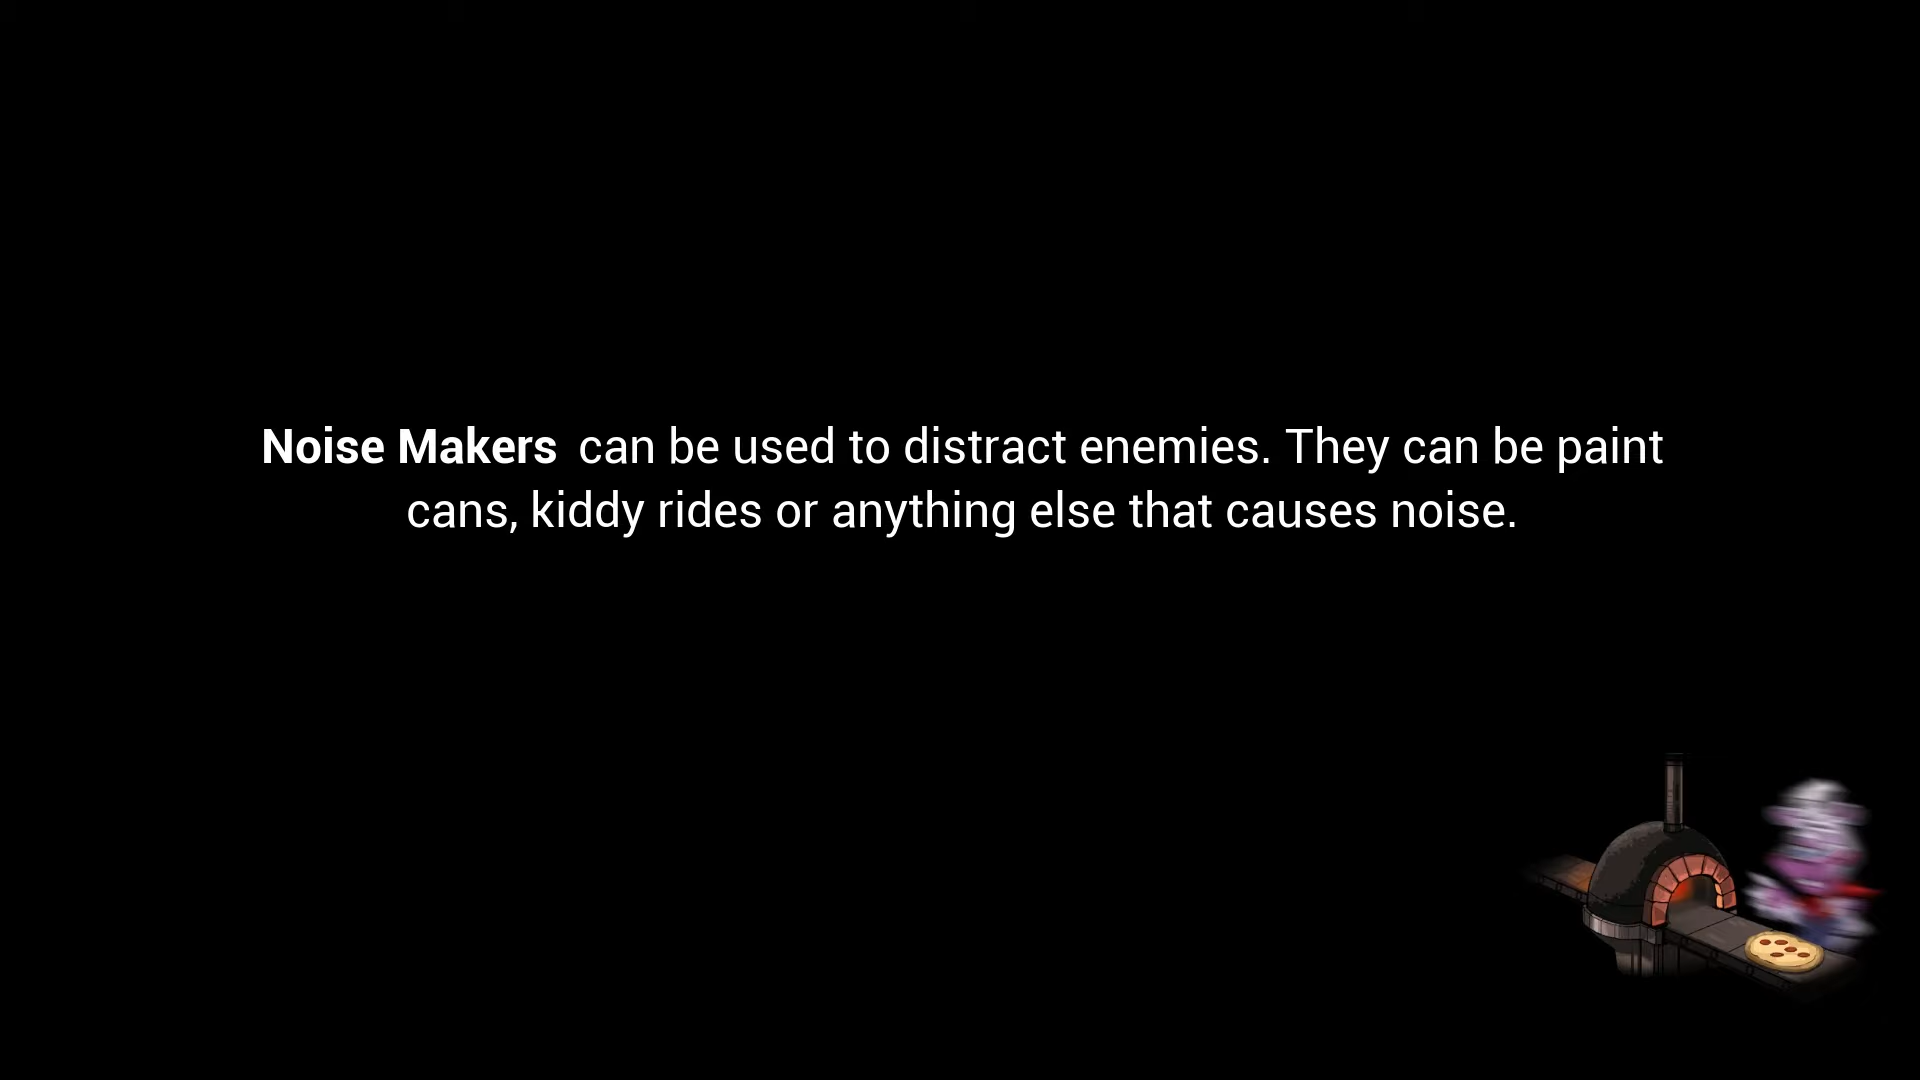 Noise Makers can be used to distract enemies. They can be paint
cans, kiddy rides or anything else that causes noise.